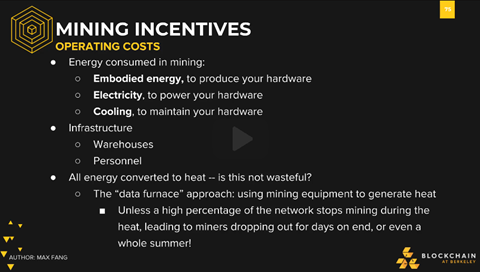 MINING INCENTIVES
OPERATING COSTS
● Energy consumed in mining:
○ Embodied energy, to produce your hardware
○ Electricity, to power your hardware
○ Cooling, to maintain your hardware
● Infrastructure
○ Warehouses
○ Personnel
● All energy converted to heat -- is this not wasteful?
○ The “data furnace” approach: using mining equipment to generate heat
■ Unless a high percentage of the network stops mining during the
heat, leading to miners dropping out for days on end, or even a
whole summer!
AUTHOR: MAX FANG
BLOCKCHAIN
AT BERKELEY